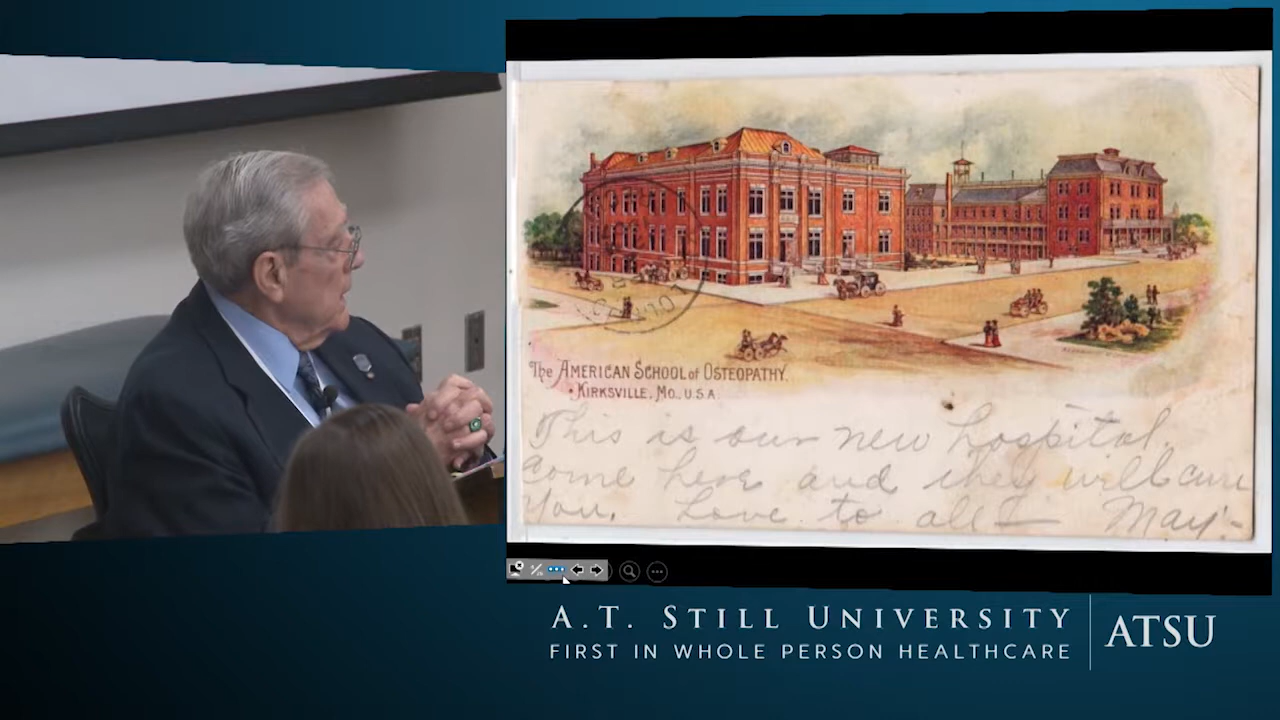 The AMERICAN SCHOOL of OSTEOPATHY.
• KIRKSVILLE, MO., U.S.A.
This is our new hospital.
Come here and they will cure
you. Love to all — May -
A.T. STILL UNIVERSITY
FIRST IN WHOLE PERSON HEALTHCARE
ATSU